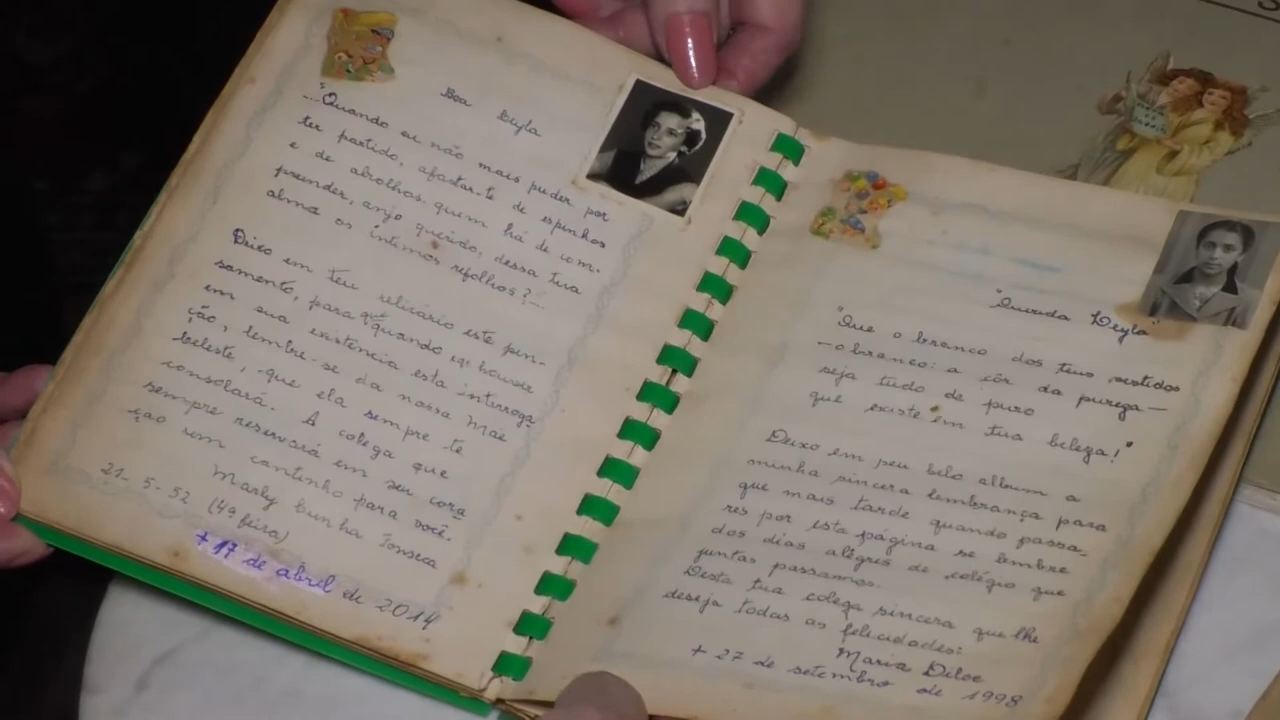 Boa Leyla
"...Quando eu não mais puder por
ter partido, afastar-te de espinhos
e de abrolhos quem há de com-
preender, anjo querido, dessa tua
alma os íntimos refolhos?...
Deixo em teu relicário este pen-
samento, para que quando houver
em sua existência esta interroga
ção, lembre-se da nossa Mãe
Celeste, que ela sempre te
consolará. A colega que
sempre reservará em seu cora
ção um cantinho para você.
Marly Cunha Fonseca
21-5-52 (4ª feira)
+ 17 de abril de 2014
"Querida Leyla"
"Que o branco dos teus vestidos
—o branco: a côr da pureza—
seja tudo de puro
que existe em tua beleza!"
Deixo em peu belo album a
minha sincera lembrança para
que mais tarde quando passa-
res por esta página se lembre
dos dias alegres de colégio que
juntas passamos.
Desta tua colega sincera que lhe
deseja todas as felicidades:
Maria Dilce
+ 27 de setembro de 1998